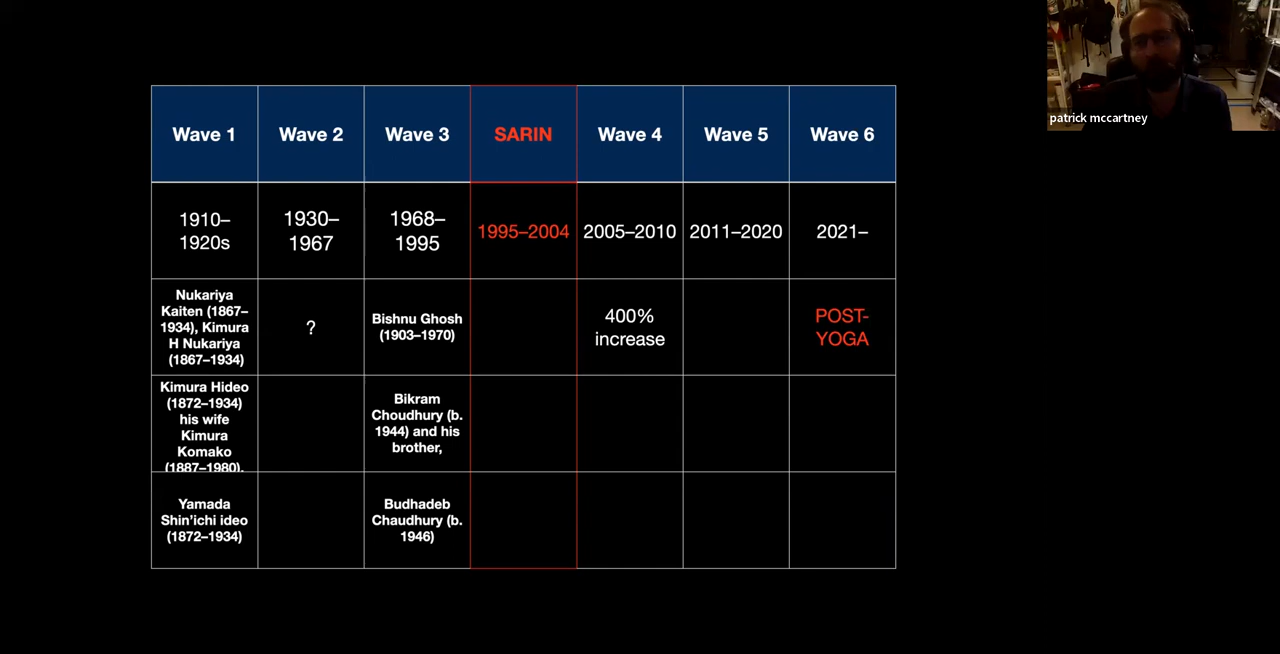 patrick mccartney
Wave 1
Wave 2
Wave 3
SARIN
Wave 4
Wave 5
Wave 6
1910–
1920s
1930–
1967
1968–
1995
1995–2004
2005–2010
2011–2020
2021–
Nukariya
Kaiten (1867–
1934), Kimura
H Nukariya
(1867–1934)
?
Bishnu Ghosh
(1903–1970)
400%
increase
POST-
YOGA
Kimura Hideo
(1872–1934)
his wife
Kimura
Komako
(1887–1980),
Bikram
Choudhury (b.
1944) and his
brother,
Yamada
Shin’ichi ideo
(1872–1934)
Budhadeb
Chaudhury (b.
1946)